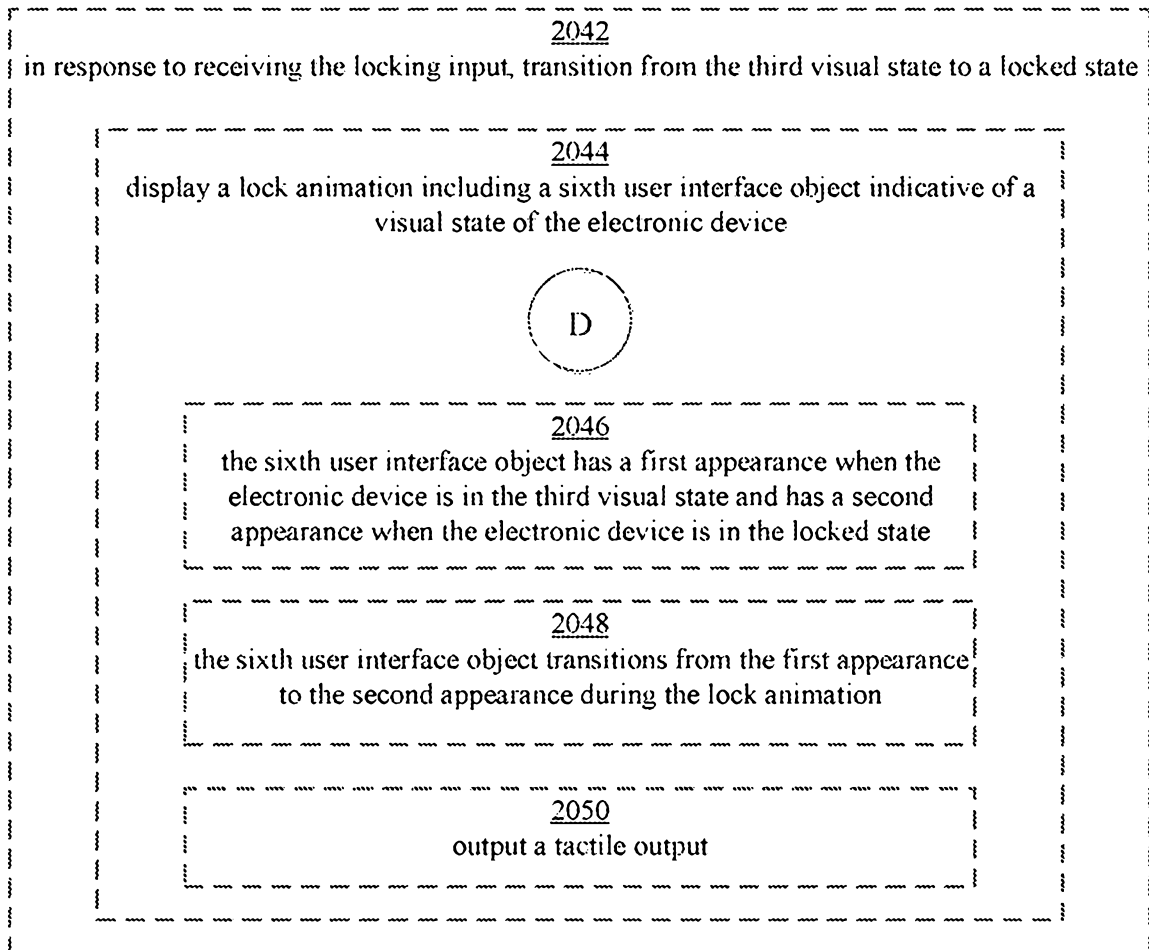 2042
in response to receiving the locking input, transition from the third visual state to a locked state
2044
display a lock animation including a sixth user interface object indicative of a
visual state of the electronic device
D
2046
the sixth user interface object has a first appearance when the
electronic device is in the third visual state and has a second
appearance when the electronic device is in the locked state
2048
the sixth user interface object transitions from the first appearance
to the second appearance during the lock animation
2050
output a tactile output